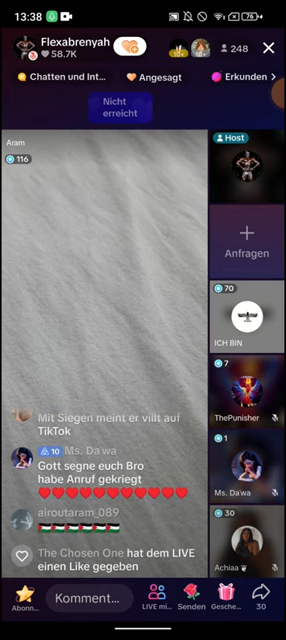 13:38
76
Flexabrenyah
58.7K
10+
248
Chatten und Int...
Angesagt
Erkunden
Nicht
erreicht
Aram
116
Host
Anfragen
70
ICH BIN
7
ThePunisher
1
Ms. Da'wa
30
Achiaa
Mit Siegen meint er villt auf
TikTok
10 Ms. Da'wa
Gott segne euch Bro
habe Anruf gekriegt
♥️♥️♥️♥️♥️♥️♥️♥️♥️♥️♥️
airoutaram_089
🇵🇸🇵🇸🇵🇸🇵🇸🇵🇸🇵🇸
The Chosen One hat dem LIVE
einen Like gegeben
Abonn...
Komment...
LIVE mi...
Senden
Gesche...
30